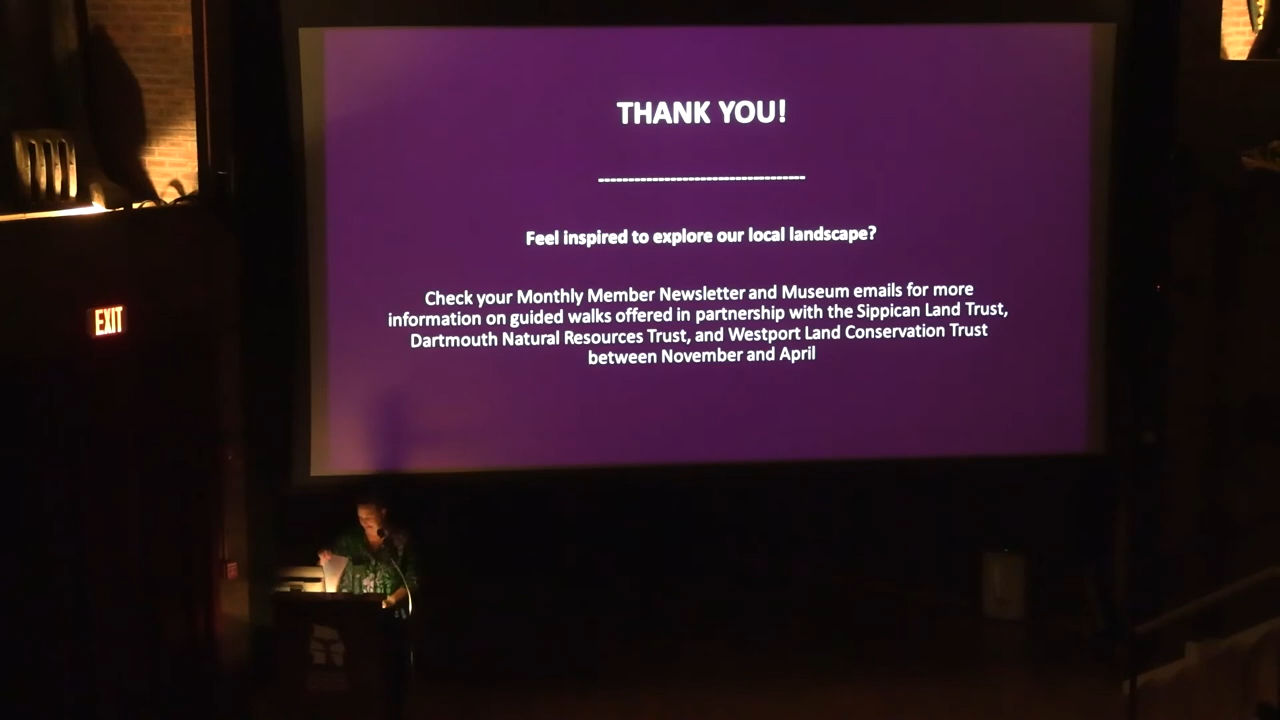 THANK YOU!
----------------------------------
Feel inspired to explore our local landscape?
Check your Monthly Member Newsletter and Museum emails for more
information on guided walks offered in partnership with the Sippican Land Trust,
Dartmouth Natural Resources Trust, and Westport Land Conservation Trust
between November and April
EXIT